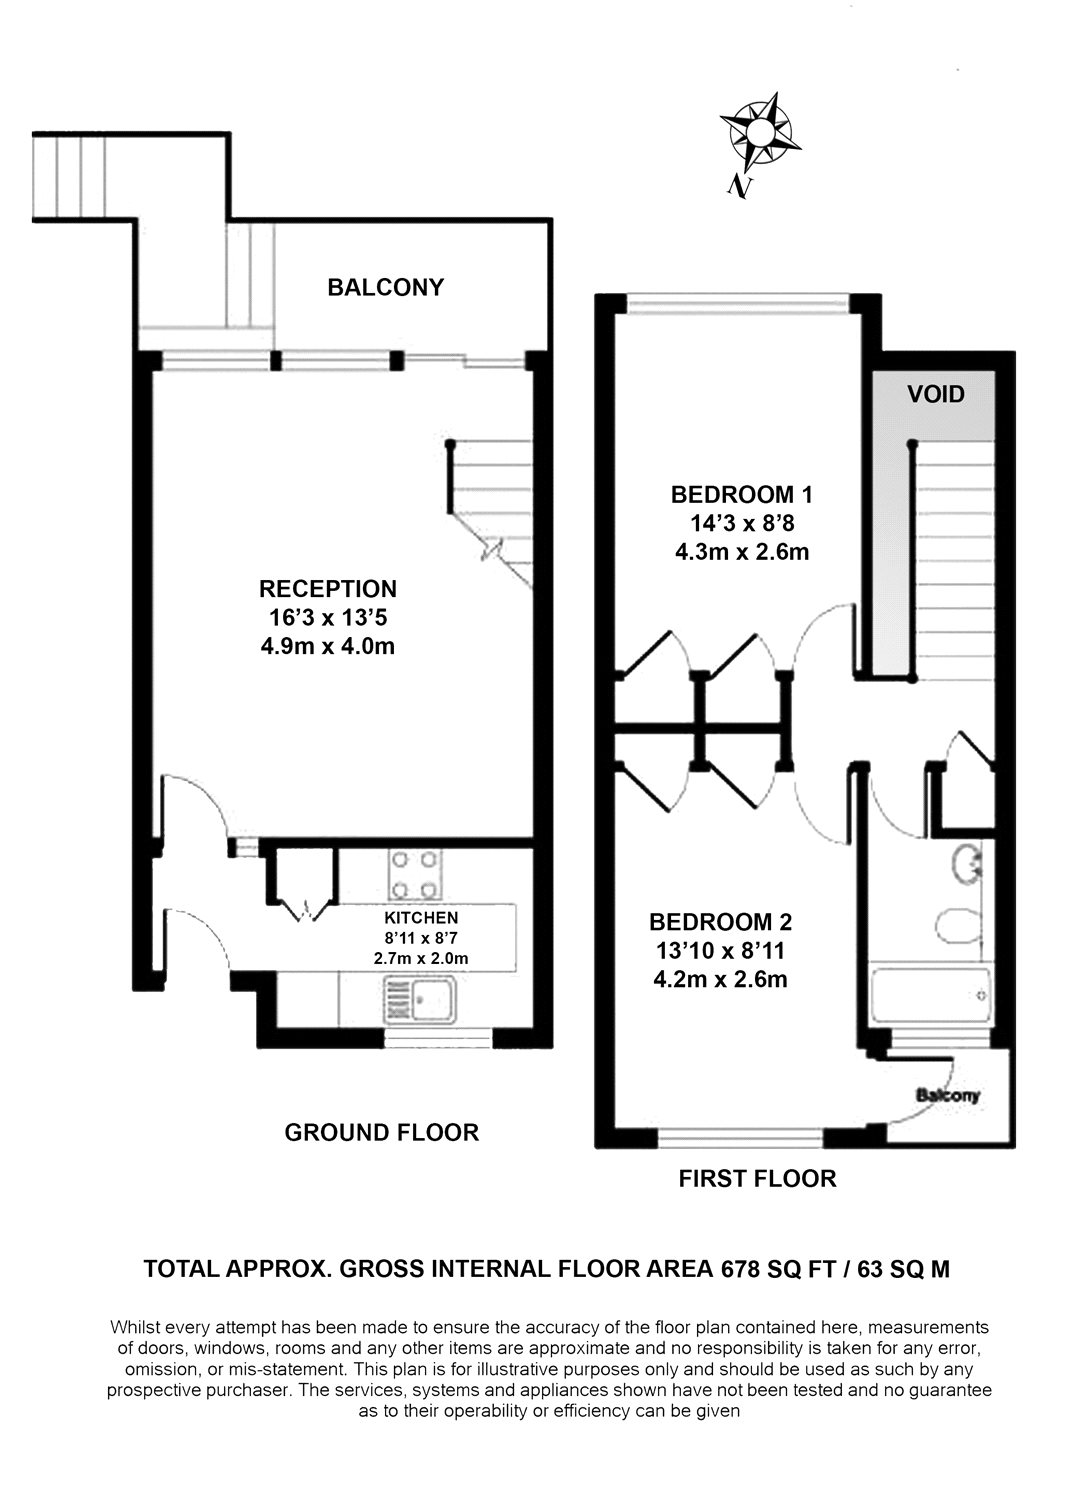 N
BALCONY
VOID
BEDROOM 1
14'3 x 8'8
4.3m x 2.6m
RECEPTION
16'3 x 13'5
4.9m x 4.0m
KITCHEN
8'11 x 8'7
2.7m x 2.0m
BEDROOM 2
13'10 x 8'11
4.2m x 2.6m
Balcony
GROUND FLOOR
FIRST FLOOR
TOTAL APPROX. GROSS INTERNAL FLOOR AREA 678 SQ FT / 63 SQ M
Whilst every attempt has been made to ensure the accuracy of the floor plan contained here, measurements
of doors, windows, rooms and any other items are approximate and no responsibility is taken for any error,
omission, or mis-statement. This plan is for illustrative purposes only and should be used as such by any
prospective purchaser. The services, systems and appliances shown have not been tested and no guarantee
as to their operability or efficiency can be given